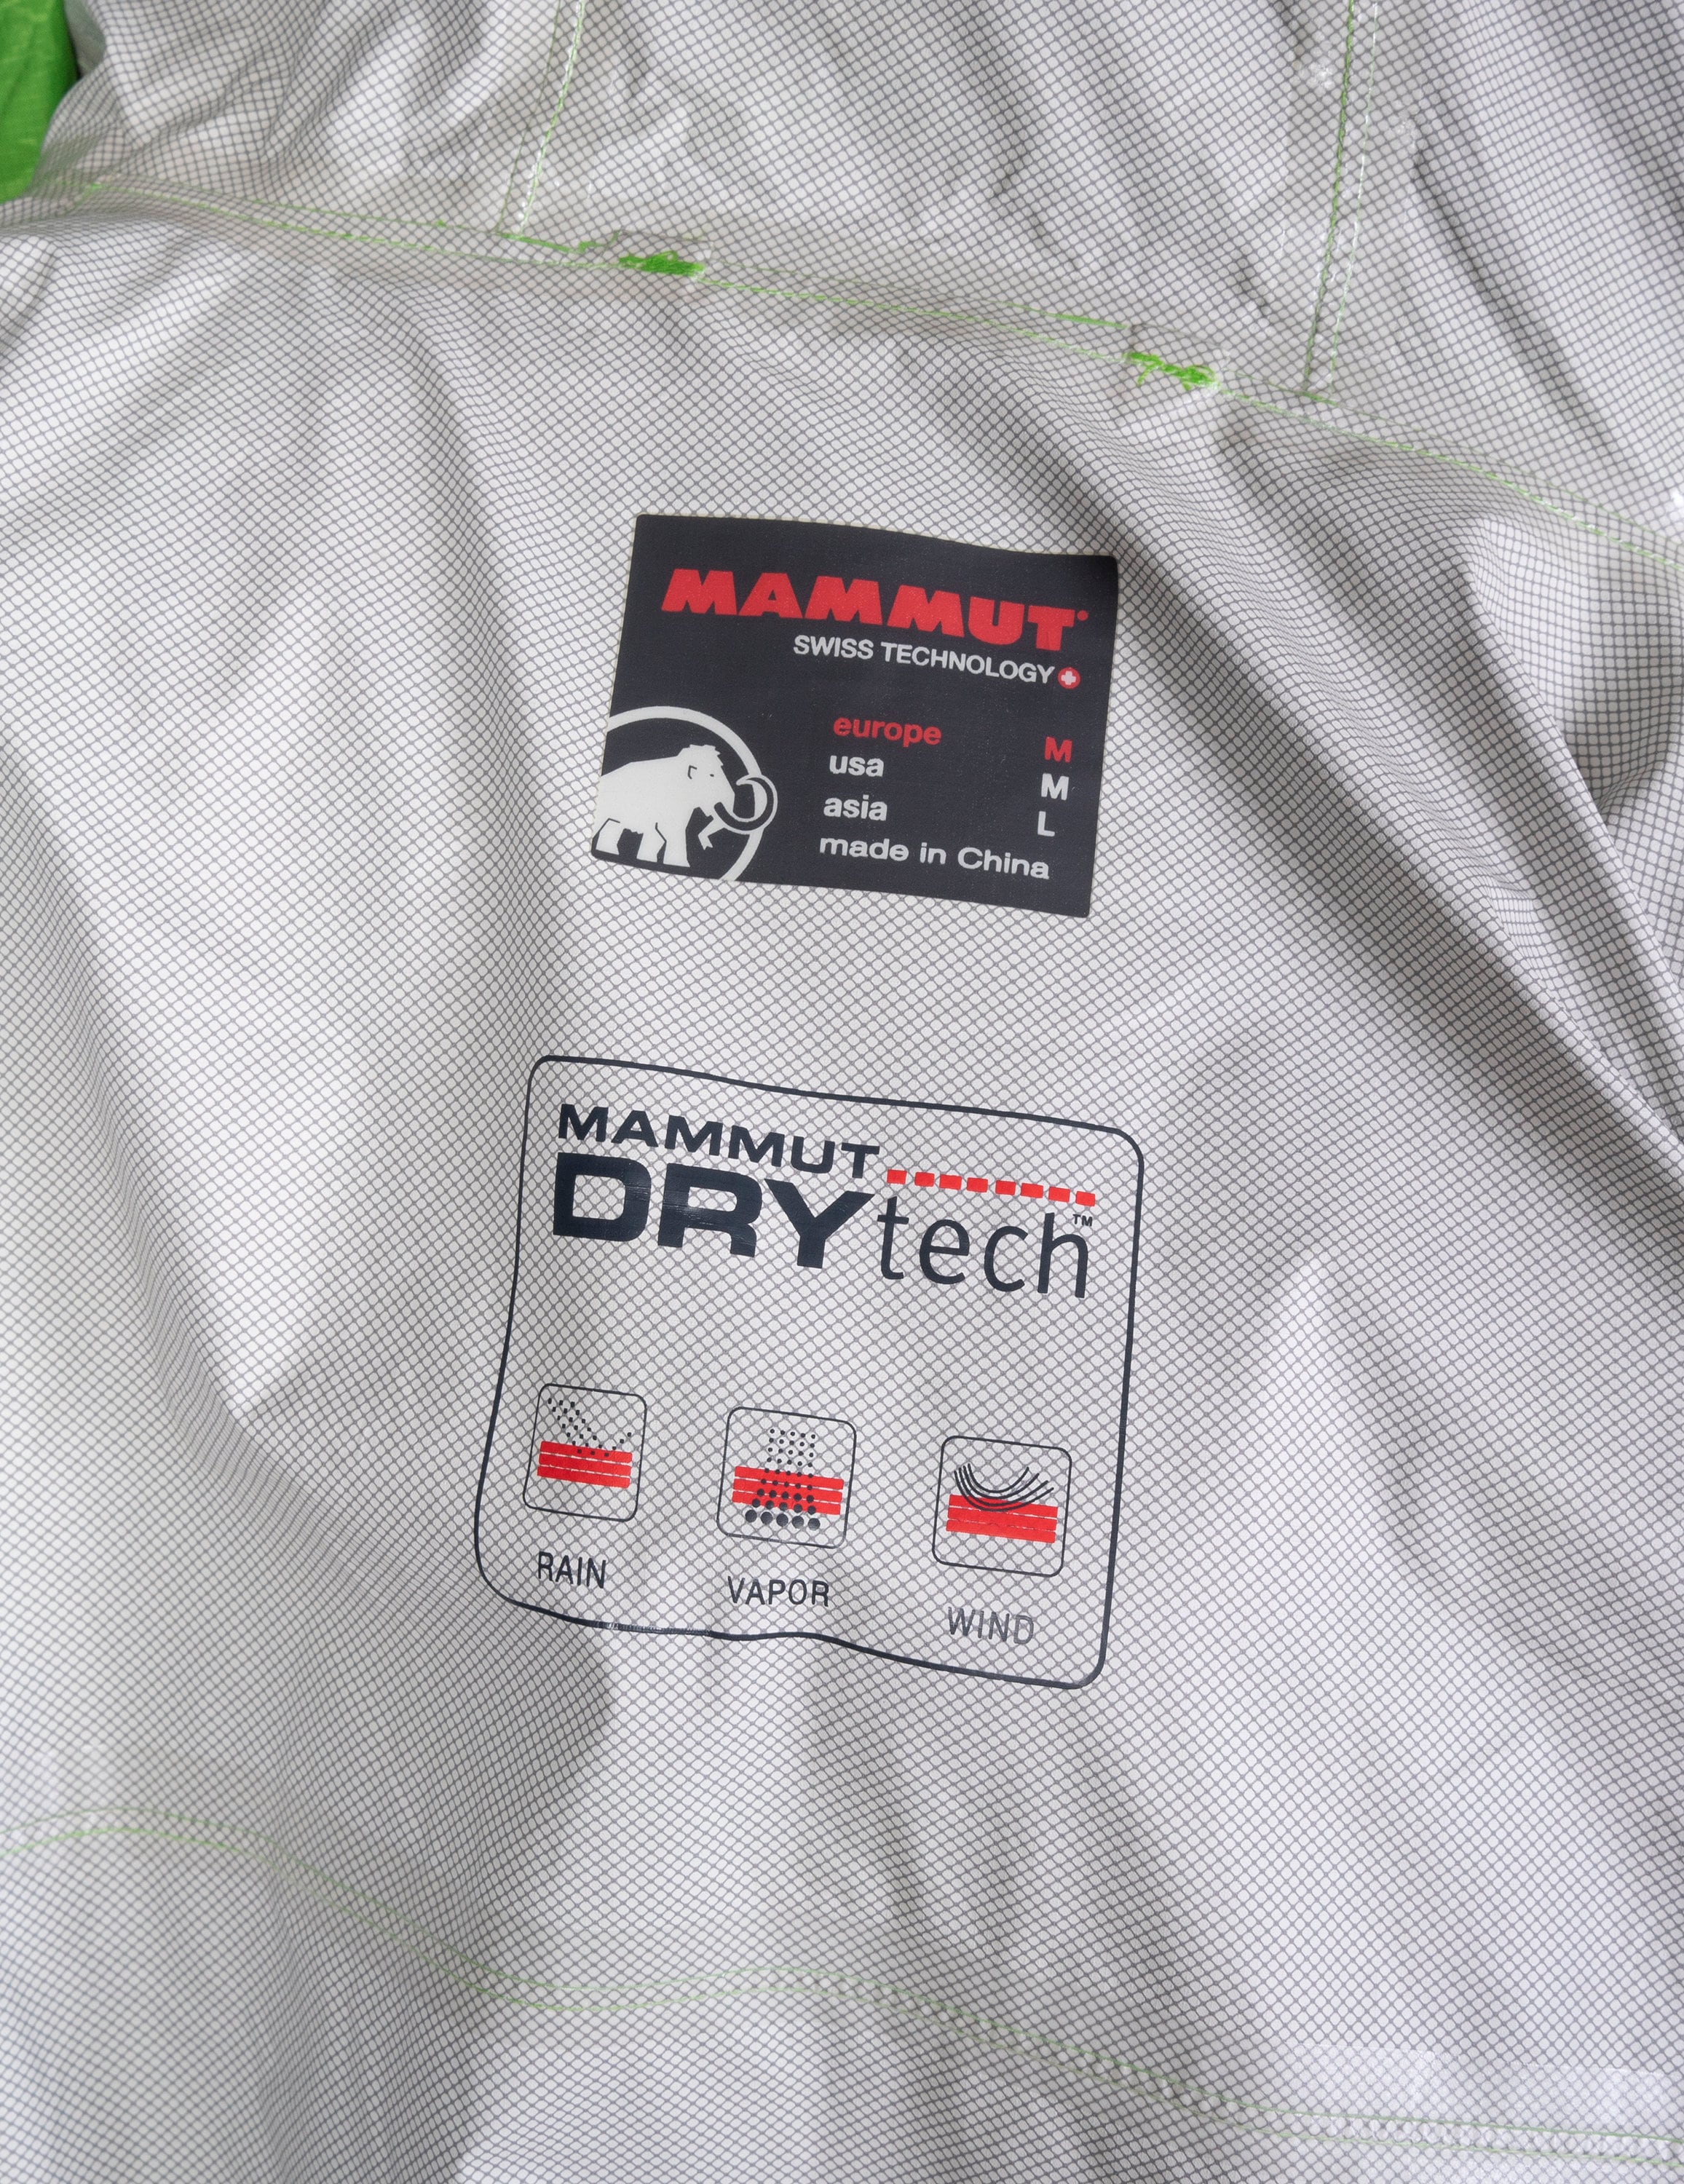 MAMMUT®
SWISS TECHNOLOGY
europe M
usa M
asia L
made in China
MAMMUT
DRYtech™
RAIN
VAPOR
WIND